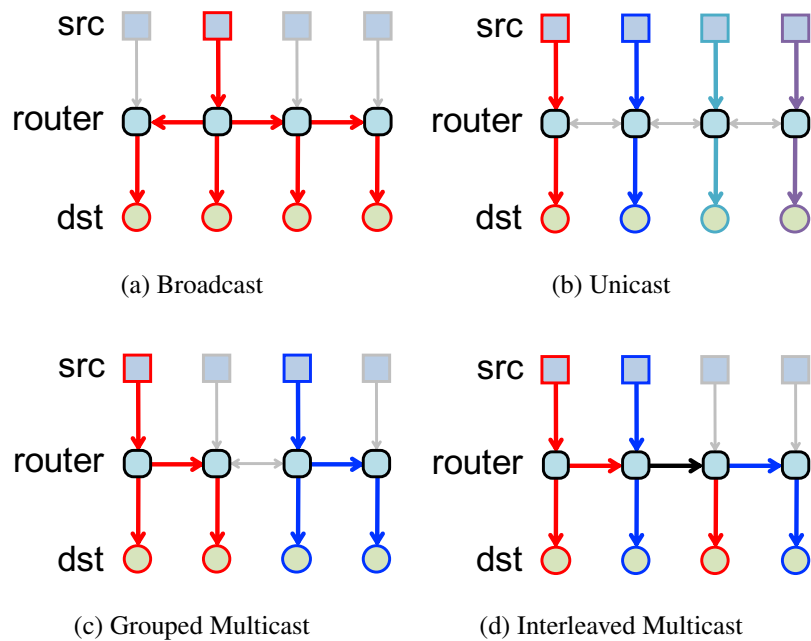 src
router
dst
(a) Broadcast
src
router
dst
(b) Unicast
src
router
dst
(c) Grouped Multicast
src
router
dst
(d) Interleaved Multicast